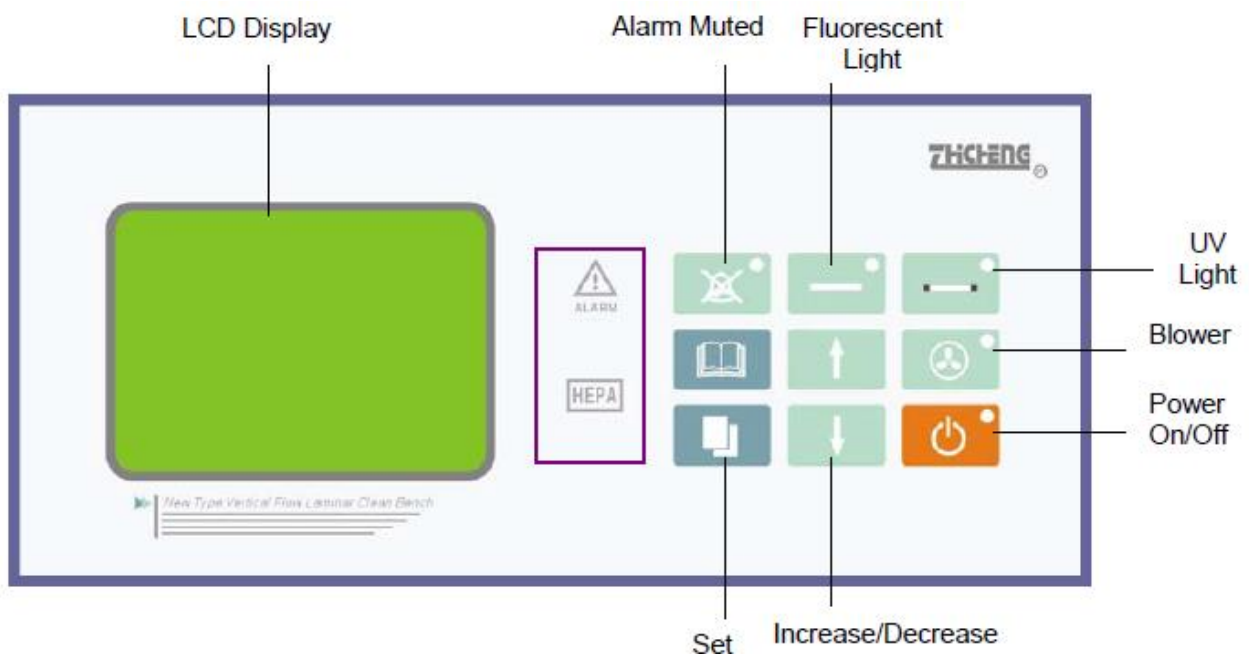 LCD Display
Alarm Muted
Fluorescent
Light
ZHICHENG
R
ALARM
HEPA
UV
Light
Blower
Power
On/Off
New Type Vertical Flow Laminar Clean Bench
Set
Increase/Decrease